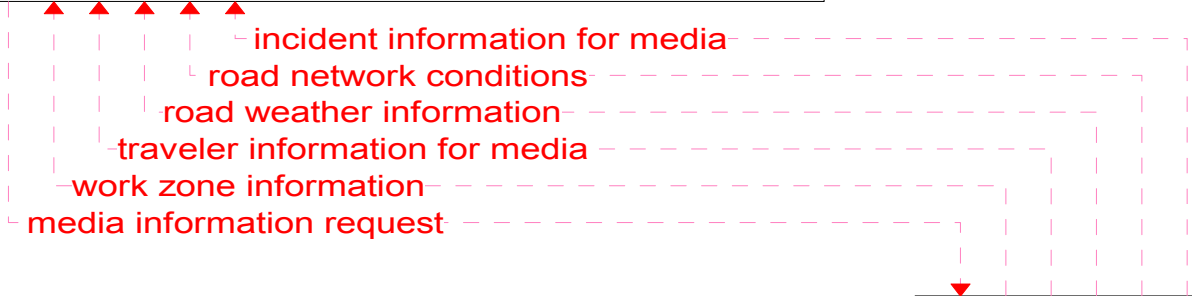 incident information for media
road network conditions
road weather information
traveler information for media
work zone information
media information request